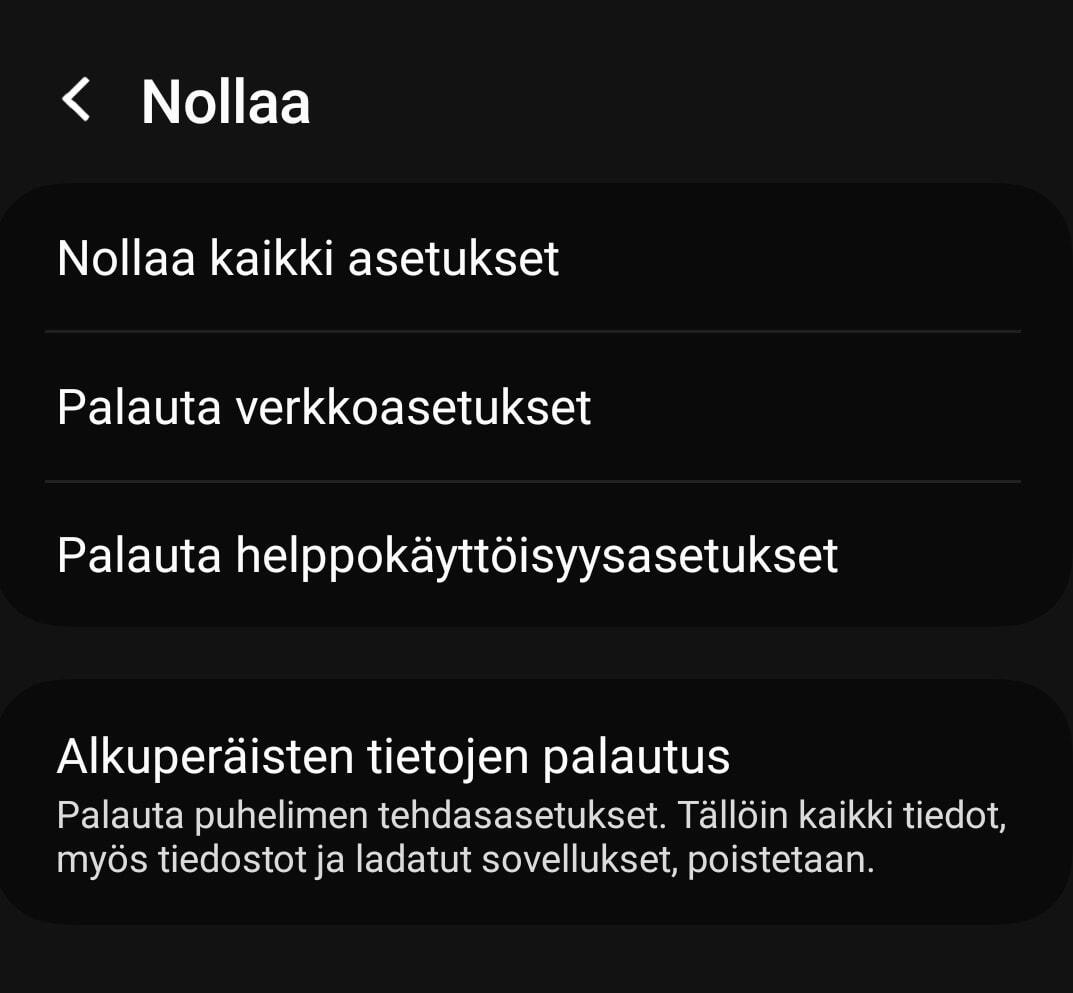 Nollaa
Nollaa kaikki asetukset
Palauta verkkoasetukset
Palauta helppokäyttöisyysasetukset
Alkuperäisten tietojen palautus
Palauta puhelimen tehdasasetukset. Tällöin kaikki tiedot,
myös tiedostot ja ladatut sovellukset, poistetaan.